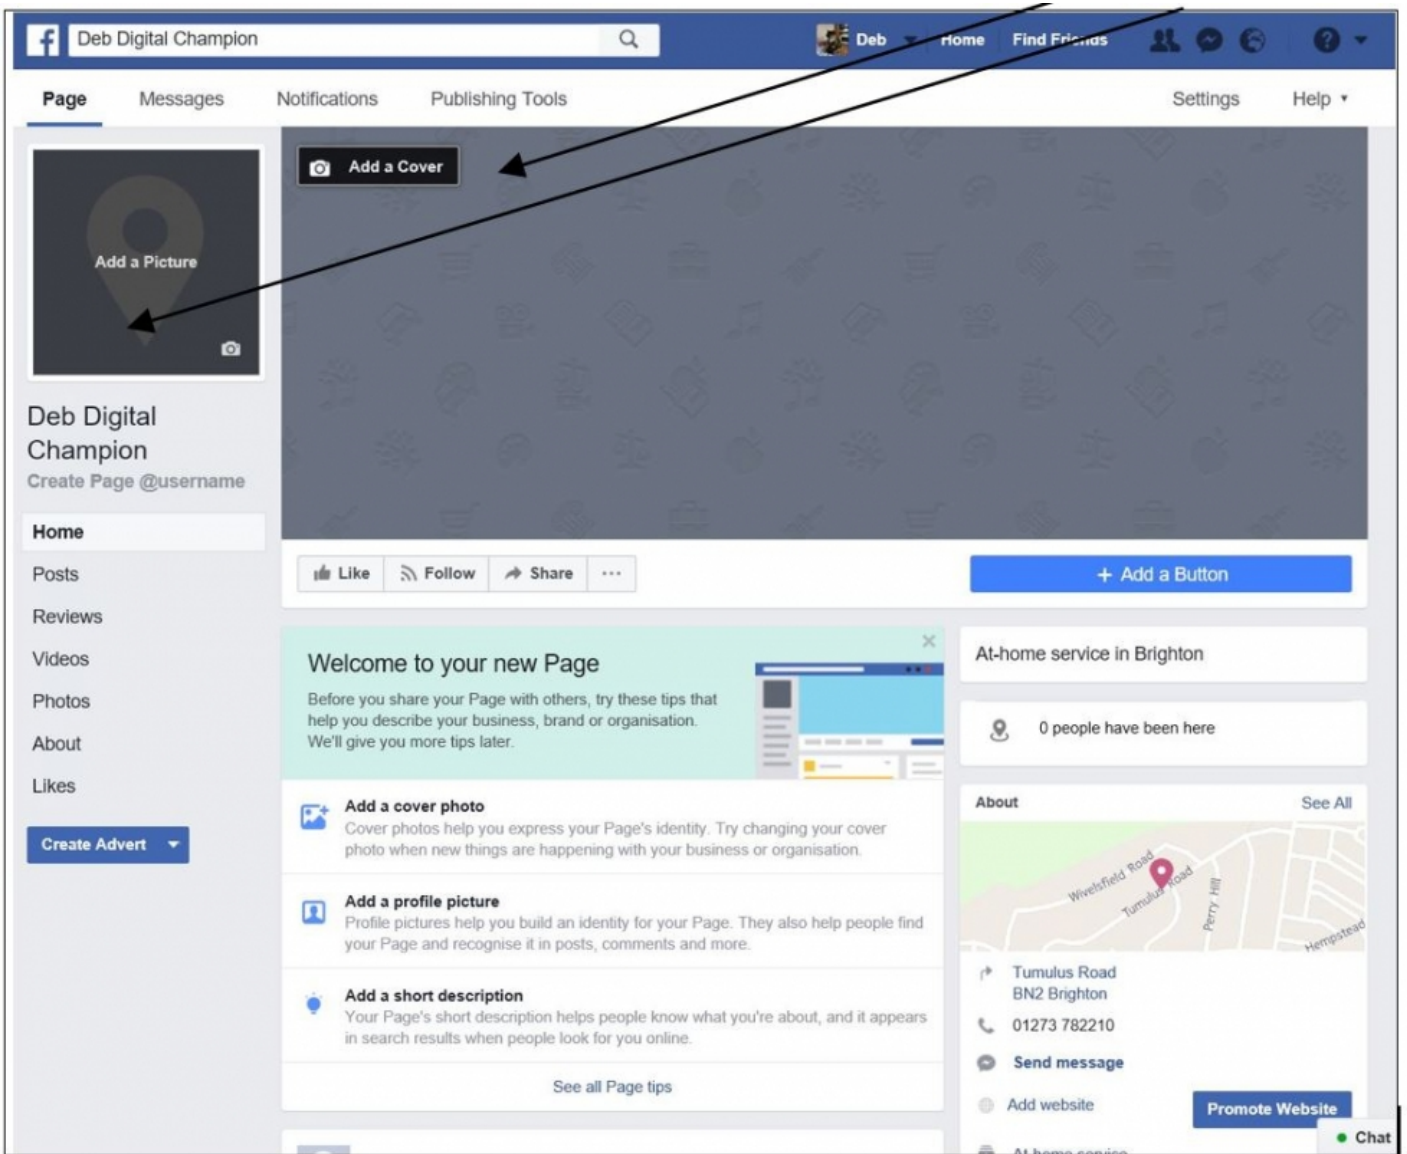 f Deb Digital Champion Deb Home Find Friends ?
Page Messages Notifications Publishing Tools Settings Help
Add a Cover
Add a Picture
Deb Digital
Champion
Create Page @username
Home
Posts
Reviews
Videos
Photos
About
Likes
Create Advert
Like Follow Share ...
+ Add a Button
Welcome to your new Page
Before you share your Page with others, try these tips that
help you describe your business, brand or organisation.
We'll give you more tips later.
Add a cover photo
Cover photos help you express your Page's identity. Try changing your cover
photo when new things are happening with your business or organisation.
Add a profile picture
Profile pictures help you build an identity for your Page. They also help people find
your Page and recognise it in posts, comments and more.
Add a short description
Your Page's short description helps people know what you're about, and it appears
in search results when people look for you online.
See all Page tips
At-home service in Brighton
0 people have been here
About See All
Wivelsfield Road
Tumulus Road
Perry Hill
Hempstead
Tumulus Road
BN2 Brighton
01273 782210
Send message
Add website
Promote Website
At-home service
Chat